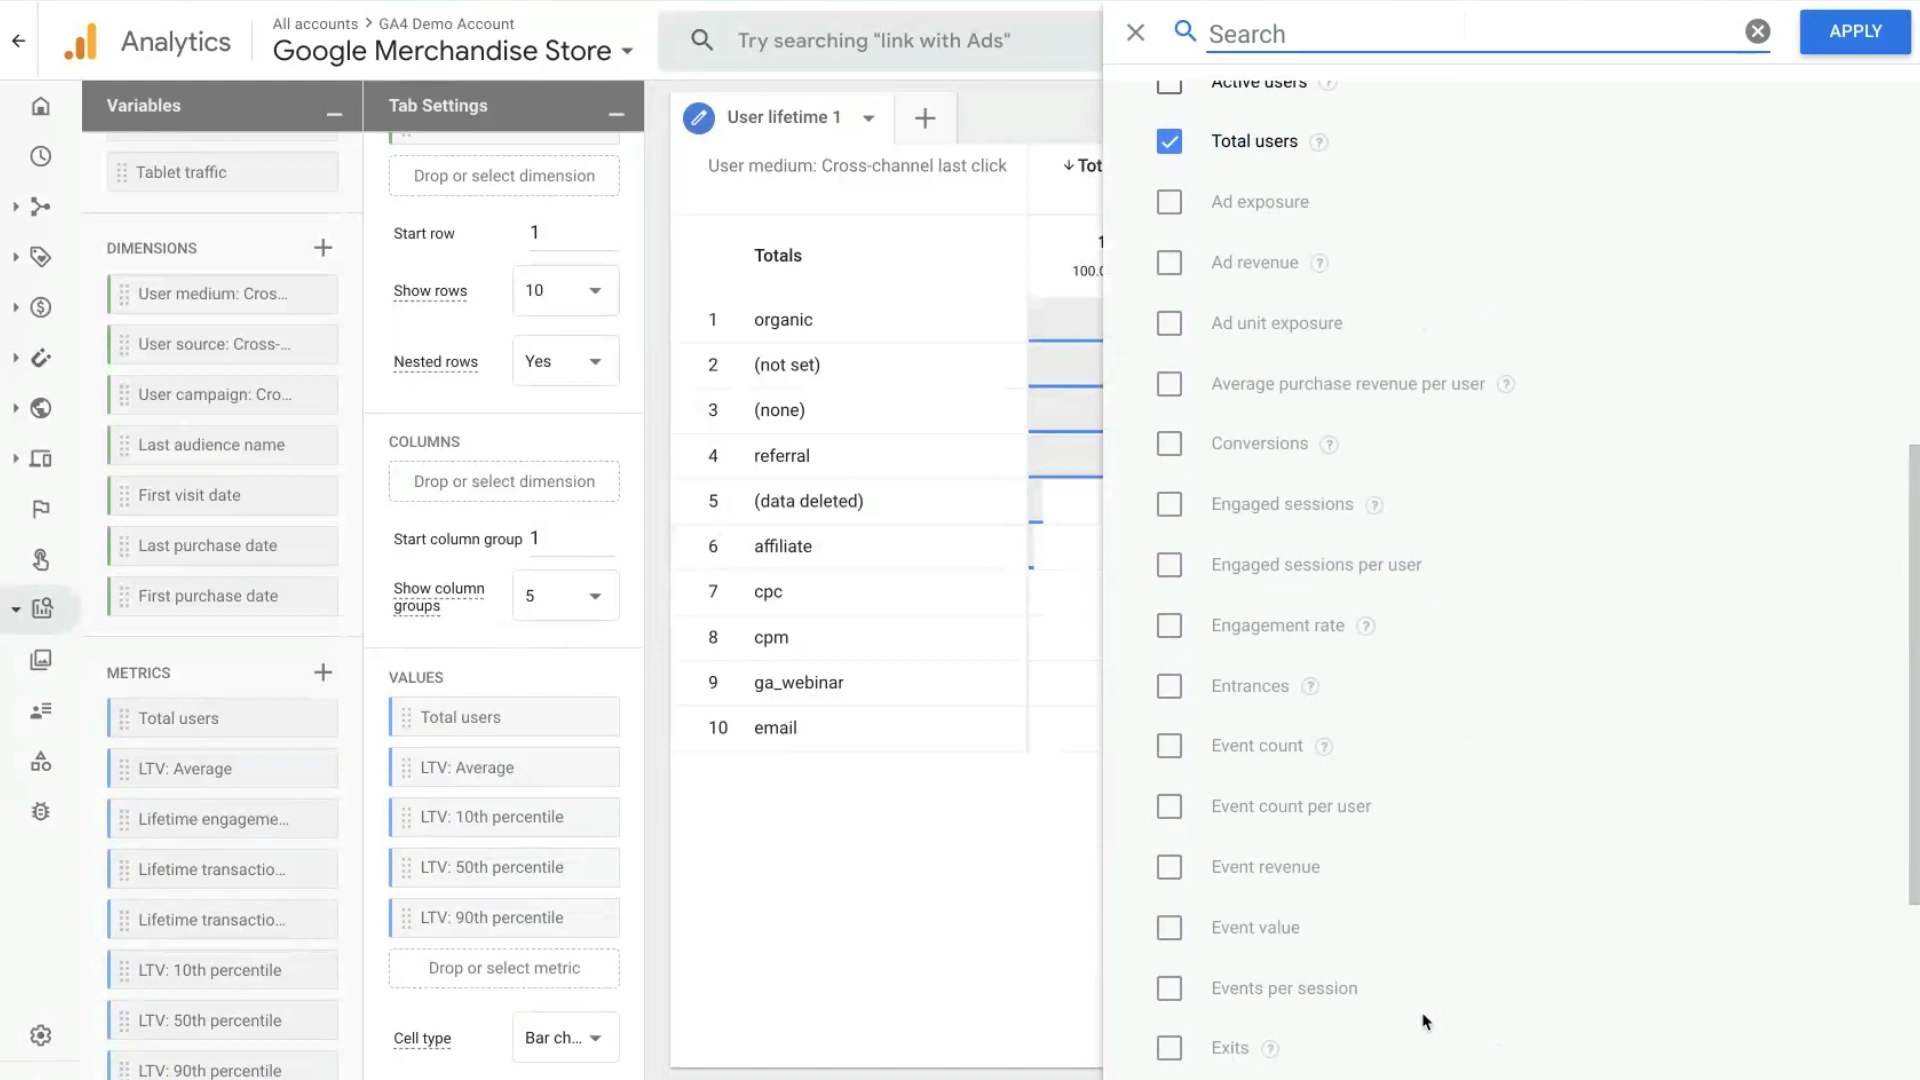 Analytics
All accounts > GA4 Demo Account
Google Merchandise Store
Try searching "link with Ads"
Search
APPLY
Variables
Tablet traffic
DIMENSIONS
User medium: Cros...
User source: Cross-...
User campaign: Cro...
Last audience name
First visit date
Last purchase date
First purchase date
METRICS
Total users
LTV: Average
Lifetime engageme...
Lifetime transactio...
Lifetime transactio...
LTV: 10th percentile
LTV: 50th percentile
LTV: 90th percentile
Tab Settings
Drop or select dimension
Start row 1
Show rows 10
Nested rows Yes
COLUMNS
Drop or select dimension
Start column group 1
Show column
groups
5
VALUES
Total users
LTV: Average
LTV: 10th percentile
LTV: 50th percentile
LTV: 90th percentile
Drop or select metric
Cell type Bar ch...
User lifetime 1
User medium: Cross-channel last click
Tot
Totals
1
100.0
1 organic
2 (not set)
3 (none)
4 referral
5 (data deleted)
6 affiliate
7 cpc
8 cpm
9 ga_webinar
10 email
Active users
Total users
Ad exposure
Ad revenue
Ad unit exposure
Average purchase revenue per user
Conversions
Engaged sessions
Engaged sessions per user
Engagement rate
Entrances
Event count
Event count per user
Event revenue
Event value
Events per session
Exits